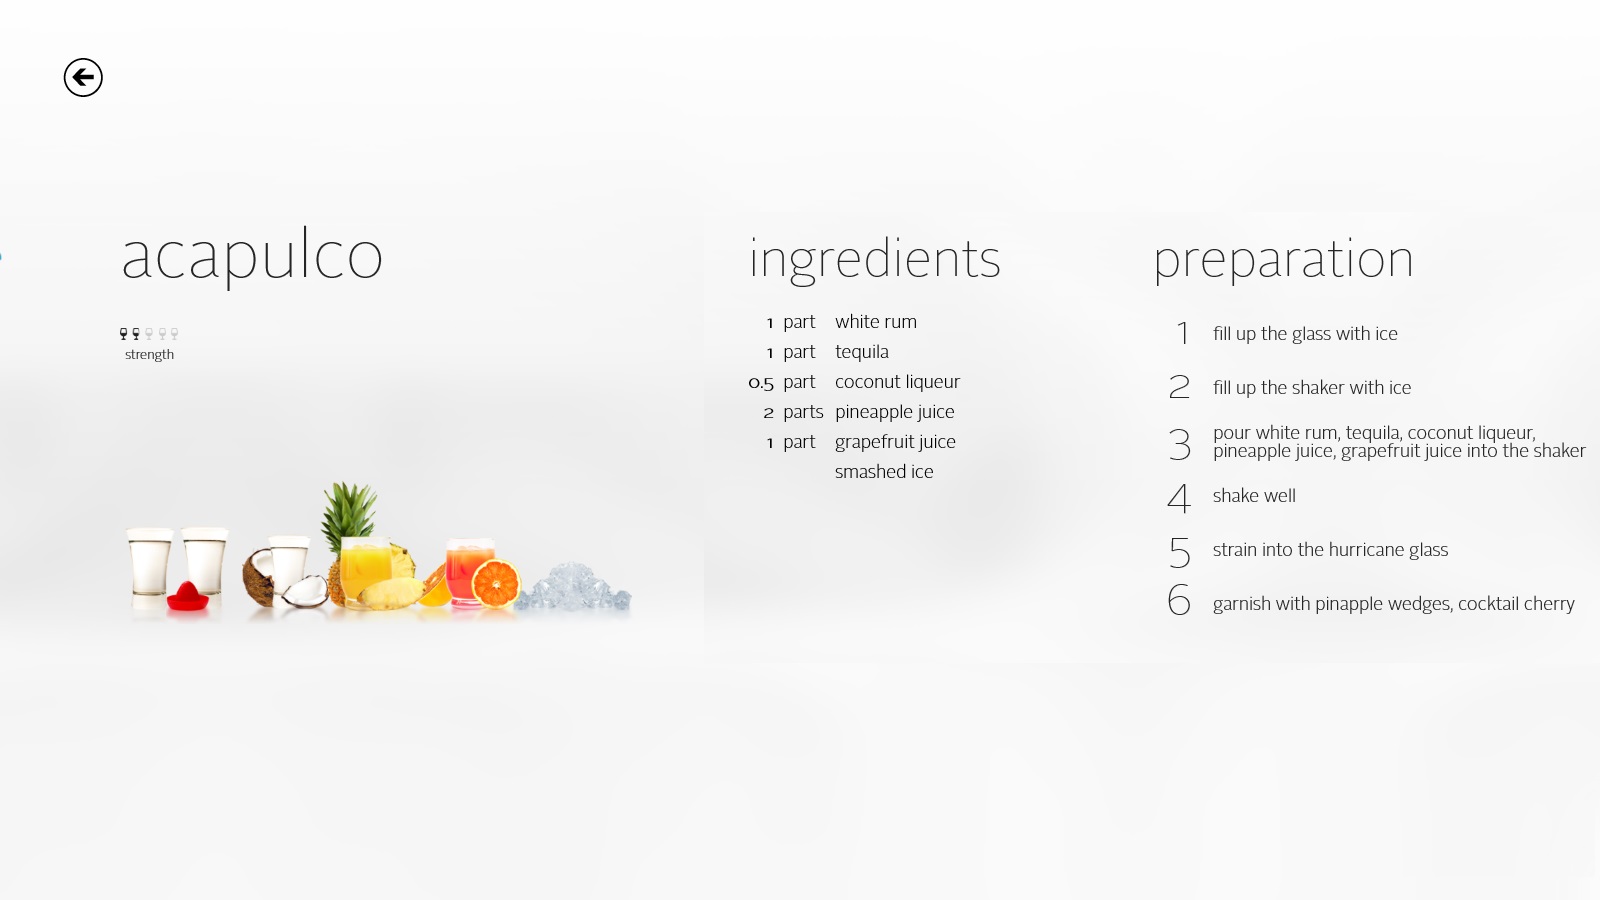 acapulco
strength
ingredients
1 part white rum
1 part tequila
0.5 part coconut liqueur
2 parts pineapple juice
1 part grapefruit juice
smashed ice
preparation
1 fill up the glass with ice
2 fill up the shaker with ice
3 pour white rum, tequila, coconut liqueur,
pineapple juice, grapefruit juice into the shaker
4 shake well
5 strain into the hurricane glass
6 garnish with pinapple wedges, cocktail cherry